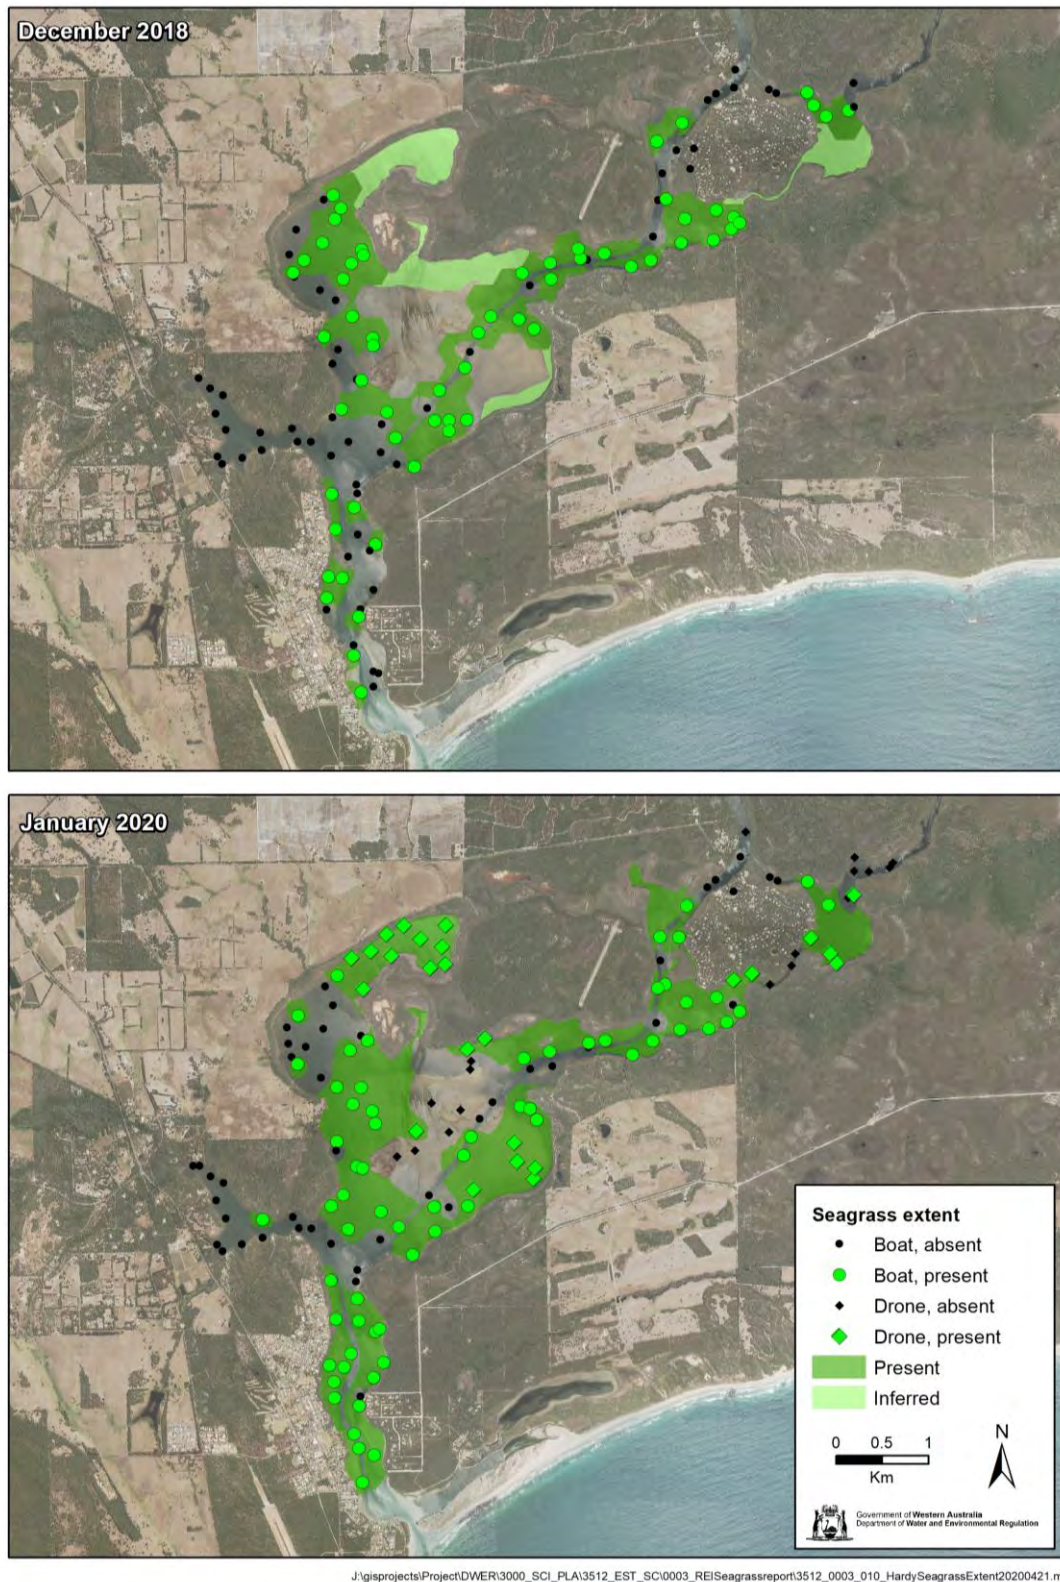 December 2018
January 2020
Seagrass extent
Boat, absent
Boat, present
Drone, absent
Drone, present
Present
Inferred
0 0.5 1
Km
N
Government of Western Australia
Department of Water and Environmental Regulation
J:\gisprojects\Project\DWER\3000_SCI_PLA\3512_EST_SC\0003_REISeagrassreport\3512_0003_010_HardySeagrassExtent20200421.m